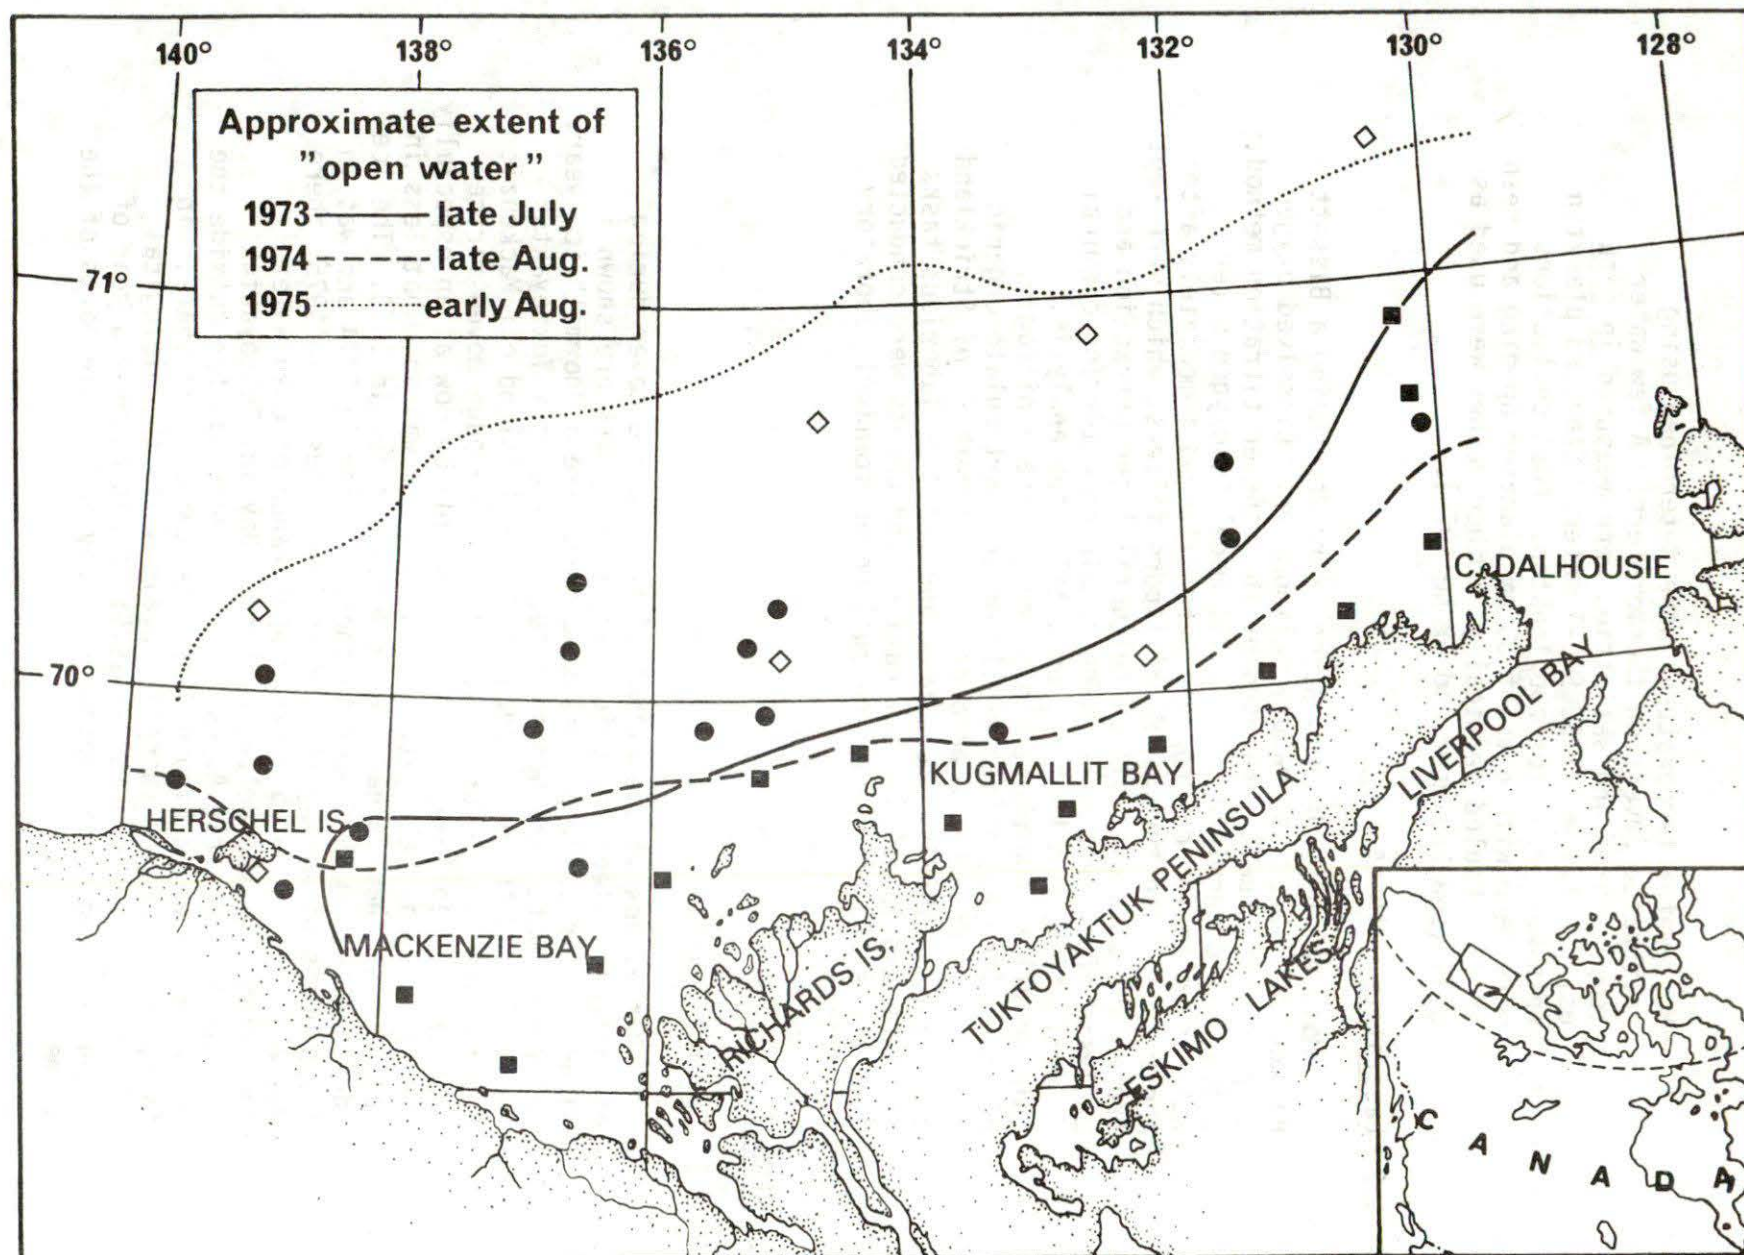 140° 138° 136° 134° 132° 130° 128°
Approximate extent of
"open water"
1973 late July
1974 late Aug.
1975 early Aug.
71°
70°
C. DALHOUSIE
LIVERPOOL BAY
KUGMALLIT BAY
HERSCHEL IS.
TUKTOYAKTUK PENINSULA
MACKENZIE BAY
RICHARDS IS.
ESKIMO LAKES
CANADA